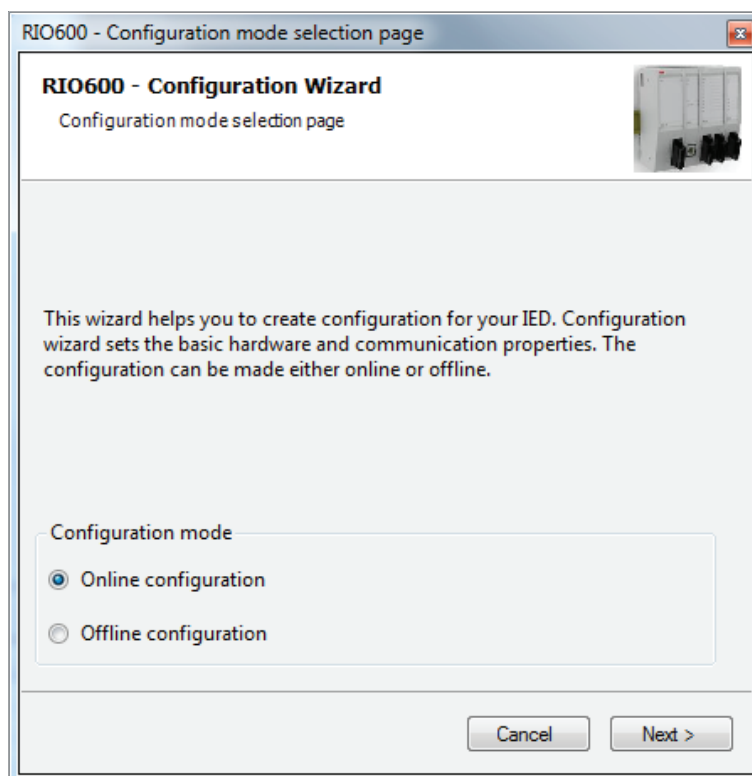 RIO600 - Configuration mode selection page
RIO600 - Configuration Wizard
Configuration mode selection page
This wizard helps you to create configuration for your IED. Configuration
wizard sets the basic hardware and communication properties. The
configuration can be made either online or offline.
Configuration mode
Online configuration
Offline configuration
Cancel
Next >